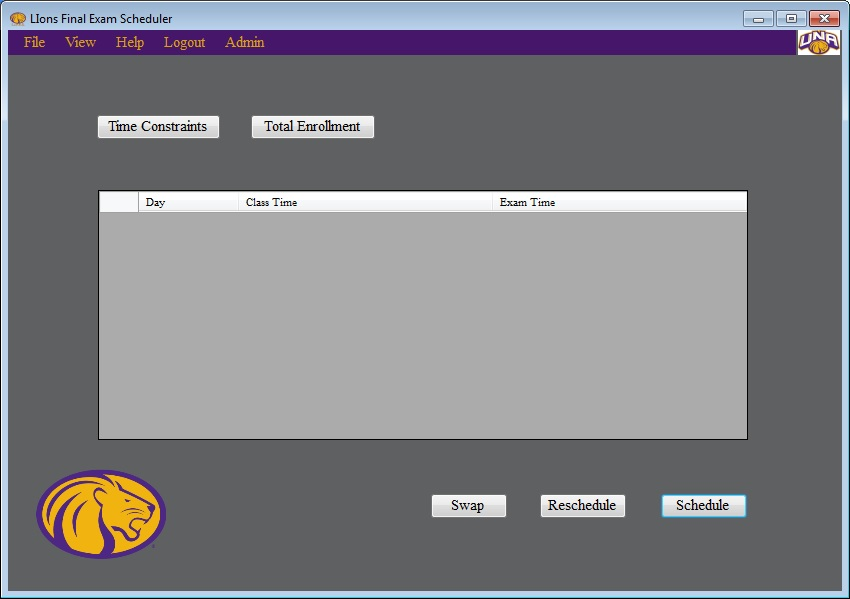 LIons Final Exam Scheduler
File View Help Logout Admin
UNA
Time Constraints Total Enrollment
Day Class Time Exam Time
Swap Reschedule Schedule